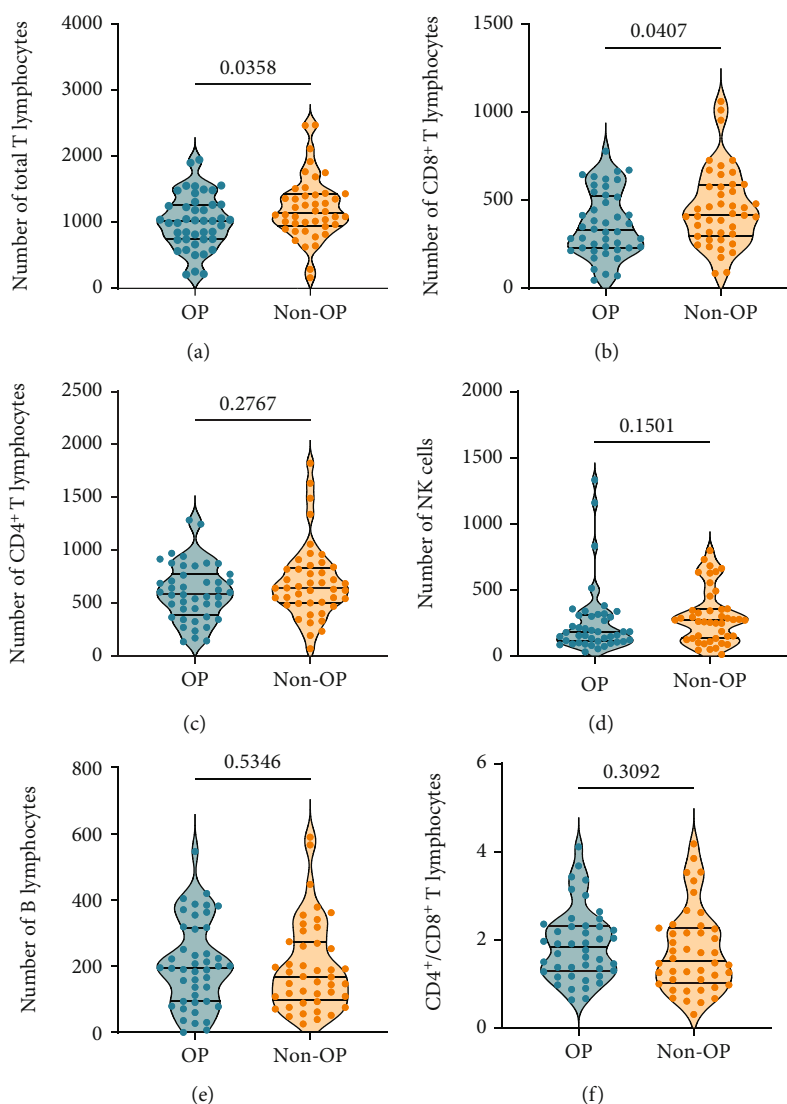 Number of total T lymphocytes
4000
3000
2000
1000
0
0.0358
OP
Non-OP
(a)
Number of CD8⁺ T lymphocytes
1500
1000
500
0
0.0407
OP
Non-OP
(b)
Number of CD4⁺ T lymphocytes
2500
2000
1500
1000
500
0
0.2767
OP
Non-OP
(c)
Number of NK cells
2000
1500
1000
500
0
0.1501
OP
Non-OP
(d)
Number of B lymphocytes
800
600
400
200
0
0.5346
OP
Non-OP
(e)
CD4⁺/CD8⁺ T lymphocytes
6
4
2
0
0.3092
OP
Non-OP
(f)